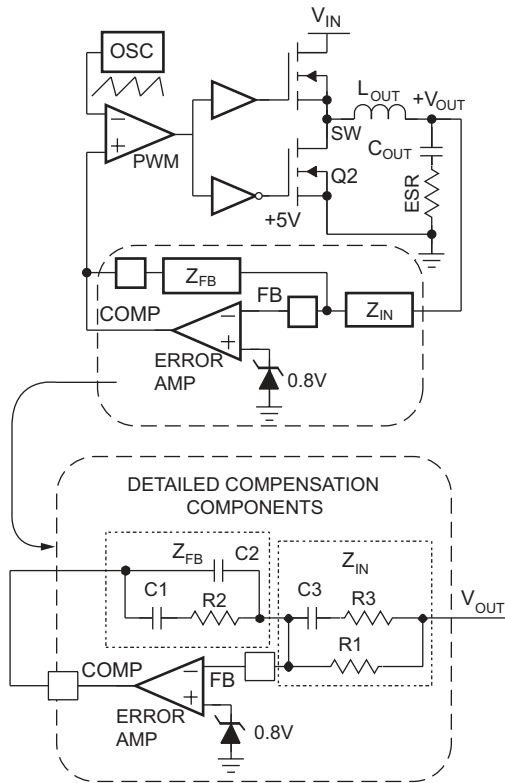 V_IN
OSC
L_OUT
+V_OUT
−
+
PWM
SW
C_OUT
ESR
Q2
+5V
Z_FB
FB
Z_IN
COMP
−
+
ERROR
AMP
0.8V
DETAILED COMPENSATION
COMPONENTS
Z_FB
C2
Z_IN
C1
R2
C3
R3
V_OUT
R1
COMP
FB
−
+
ERROR
AMP
0.8V